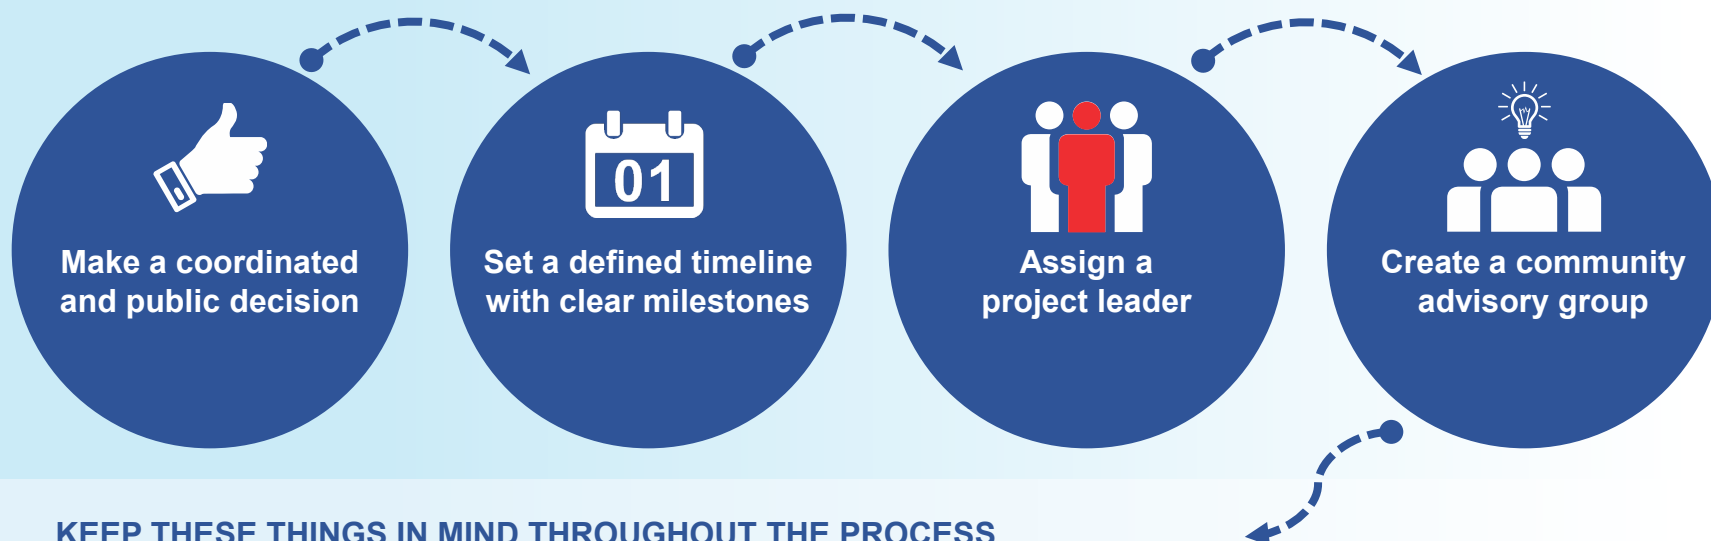 01
Make a coordinated
and public decision
Set a defined timeline
with clear milestones
Assign a
project leader
Create a community
advisory group
KEEP THESE THINGS IN MIND THROUGHOUT THE PROCESS